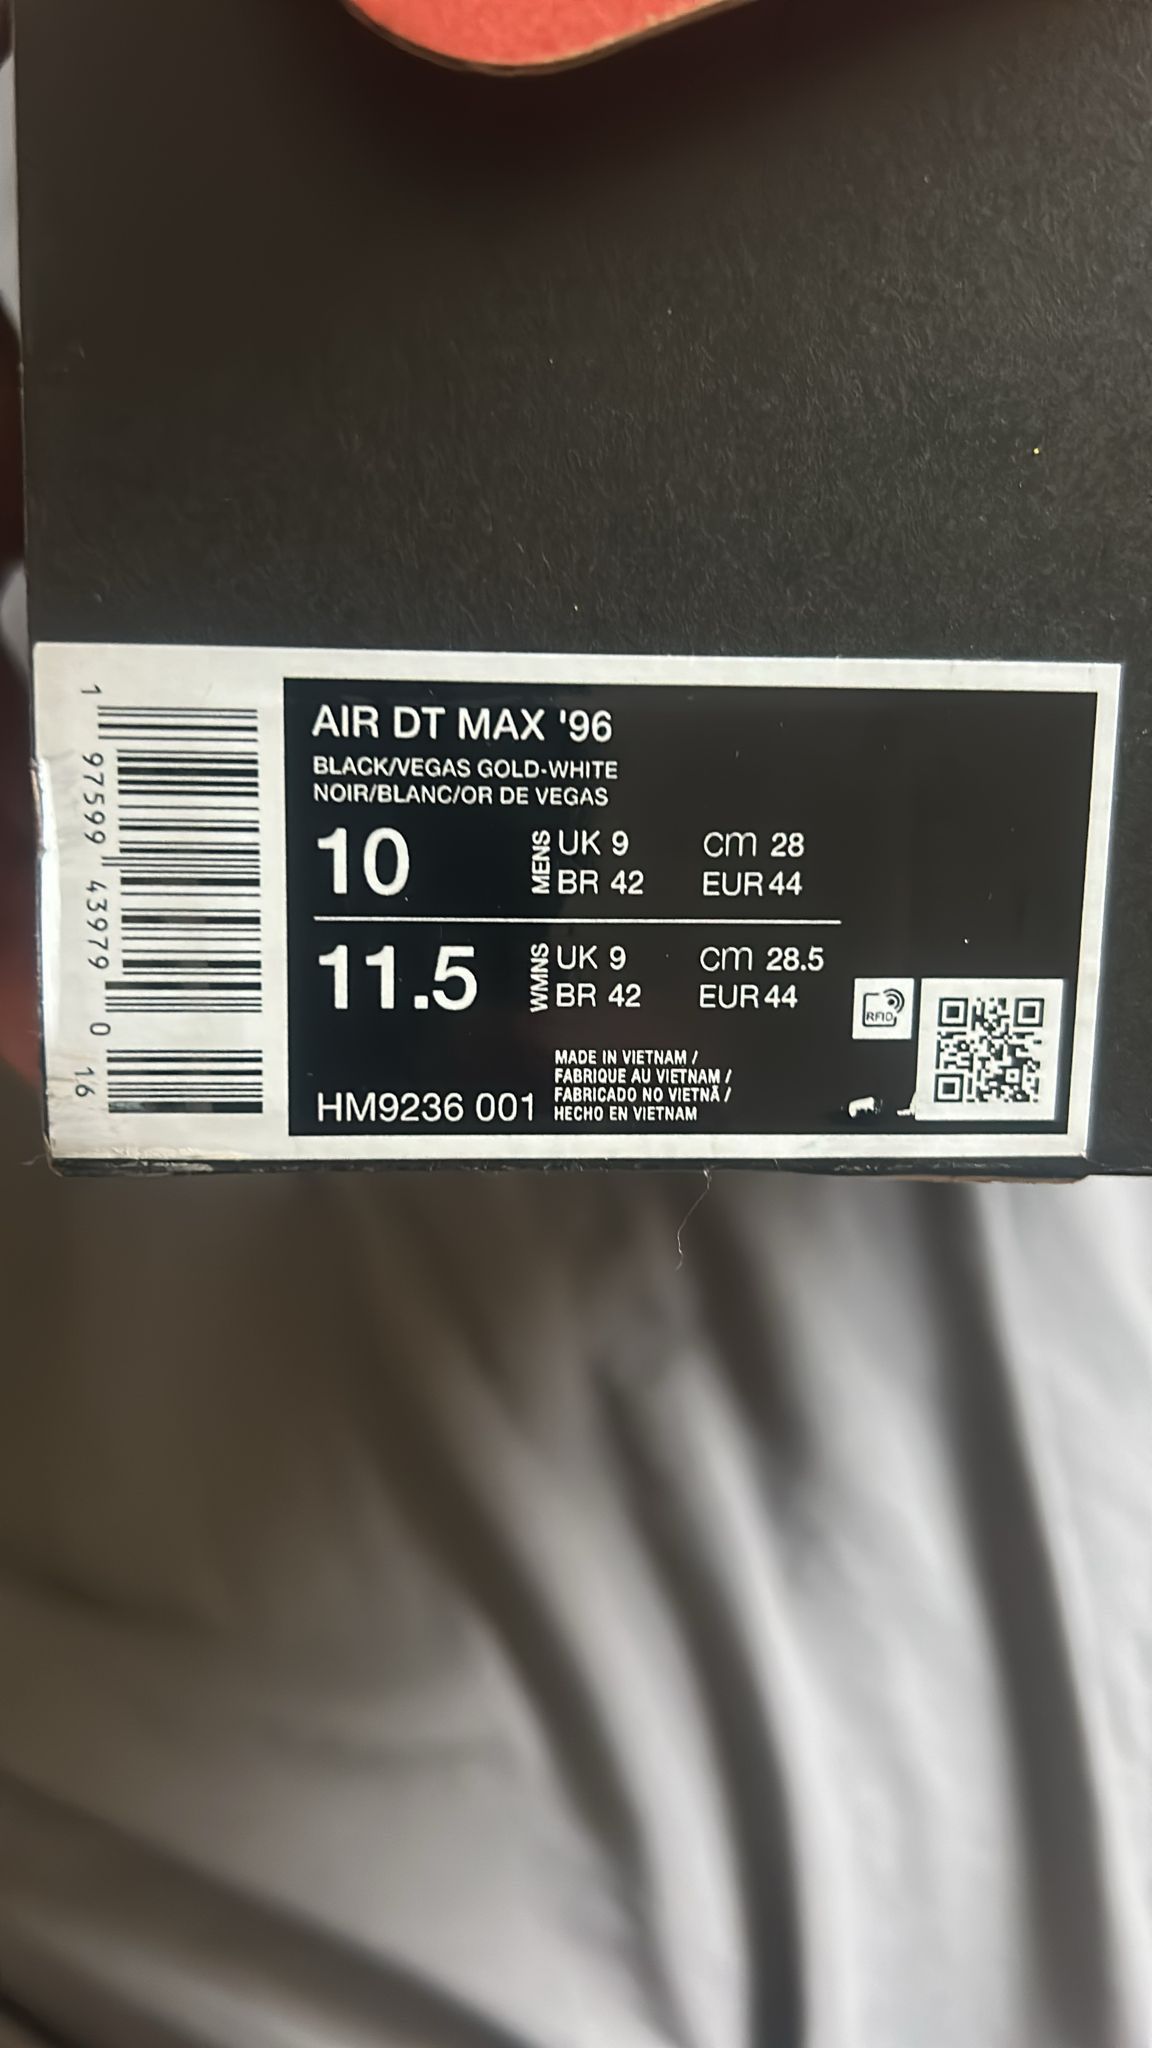 AIR DT MAX '96
BLACK/VEGAS GOLD-WHITE
NOIR/BLANC/OR DE VEGAS
10 MENS UK 9 cm 28
BR 42 EUR 44
11.5 WMNS UK 9 cm 28.5
BR 42 EUR 44
RFID
MADE IN VIETNAM /
FABRIQUE AU VIETNAM /
FABRICADO NO VIETNÃ /
HECHO EN VIETNAM
HM9236 001
1 97599 43979 0 16